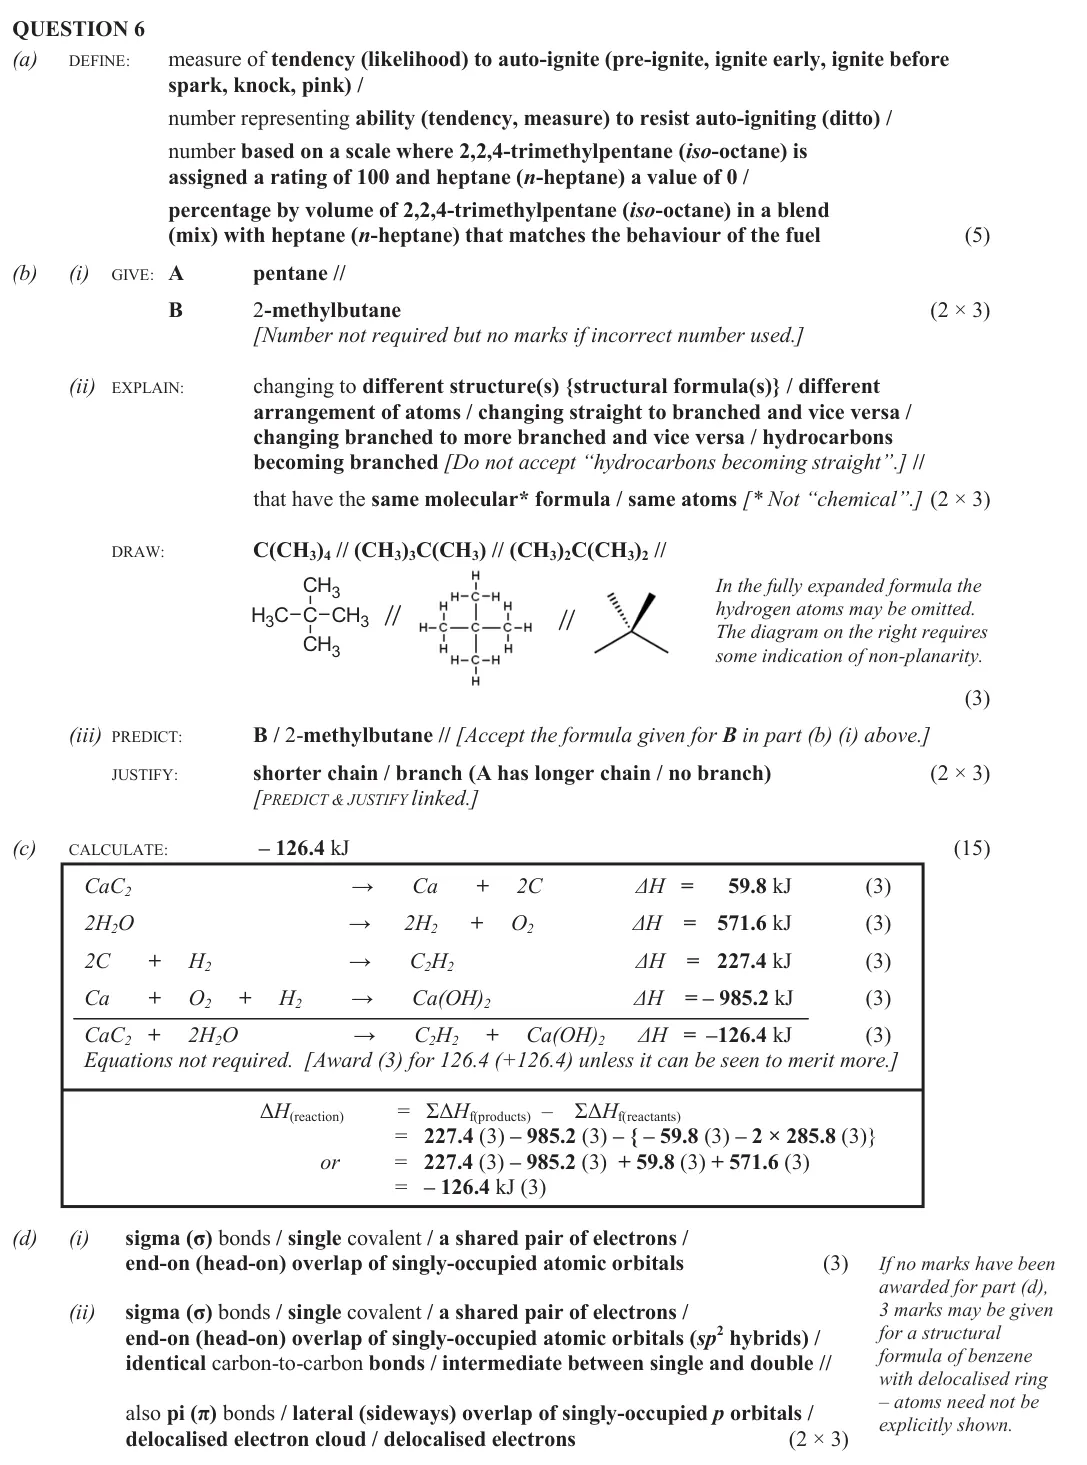 QUESTION 6
(a) DEFINE: measure of tendency (likelihood) to auto-ignite (pre-ignite, ignite early, ignite before
spark, knock, pink) /
number representing ability (tendency, measure) to resist auto-igniting (ditto) /
number based on a scale where 2,2,4-trimethylpentane (iso-octane) is
assigned a rating of 100 and heptane (n-heptane) a value of 0 /
percentage by volume of 2,2,4-trimethylpentane (iso-octane) in a blend
(mix) with heptane (n-heptane) that matches the behaviour of the fuel (5)
(b) (i) GIVE: A pentane //
B 2-methylbutane (2 × 3)
[Number not required but no marks if incorrect number used.]
(ii) EXPLAIN: changing to different structure(s) {structural formula(s)} / different
arrangement of atoms / changing straight to branched and vice versa /
changing branched to more branched and vice versa / hydrocarbons
becoming branched [Do not accept “hydrocarbons becoming straight”.] //
that have the same molecular* formula / same atoms [* Not “chemical”.] (2 × 3)
DRAW: C(CH₃)₄ // (CH₃)₃C(CH₃) // (CH₃)₂C(CH₃)₂ //
CH₃
H₃C–C–CH₃ //
CH₃
H
H–C–H
H H
H–C–C–C–H //
H H
H–C–H
H
In the fully expanded formula the
hydrogen atoms may be omitted.
The diagram on the right requires
some indication of non-planarity.
(3)
(iii) PREDICT: B / 2-methylbutane // [Accept the formula given for B in part (b) (i) above.]
JUSTIFY: shorter chain / branch (A has longer chain / no branch) (2 × 3)
[PREDICT & JUSTIFY linked.]
(c) CALCULATE: – 126.4 kJ (15)
CaC₂ → Ca + 2C ΔH = 59.8 kJ (3)
2H₂O → 2H₂ + O₂ ΔH = 571.6 kJ (3)
2C + H₂ → C₂H₂ ΔH = 227.4 kJ (3)
Ca + O₂ + H₂ → Ca(OH)₂ ΔH = – 985.2 kJ (3)
CaC₂ + 2H₂O → C₂H₂ + Ca(OH)₂ ΔH = –126.4 kJ (3)
Equations not required. [Award (3) for 126.4 (+126.4) unless it can be seen to merit more.]
ΔH(reaction) = ΣΔHf(products) – ΣΔHf(reactants)
= 227.4 (3) – 985.2 (3) – { – 59.8 (3) – 2 × 285.8 (3)}
or = 227.4 (3) – 985.2 (3) + 59.8 (3) + 571.6 (3)
= – 126.4 kJ (3)
(d) (i) sigma (σ) bonds / single covalent / a shared pair of electrons /
end-on (head-on) overlap of singly-occupied atomic orbitals (3)
(ii) sigma (σ) bonds / single covalent / a shared pair of electrons /
end-on (head-on) overlap of singly-occupied atomic orbitals (sp² hybrids) /
identical carbon-to-carbon bonds / intermediate between single and double //
also pi (π) bonds / lateral (sideways) overlap of singly-occupied p orbitals /
delocalised electron cloud / delocalised electrons (2 × 3)
If no marks have been
awarded for part (d),
3 marks may be given
for a structural
formula of benzene
with delocalised ring
– atoms need not be
explicitly shown.